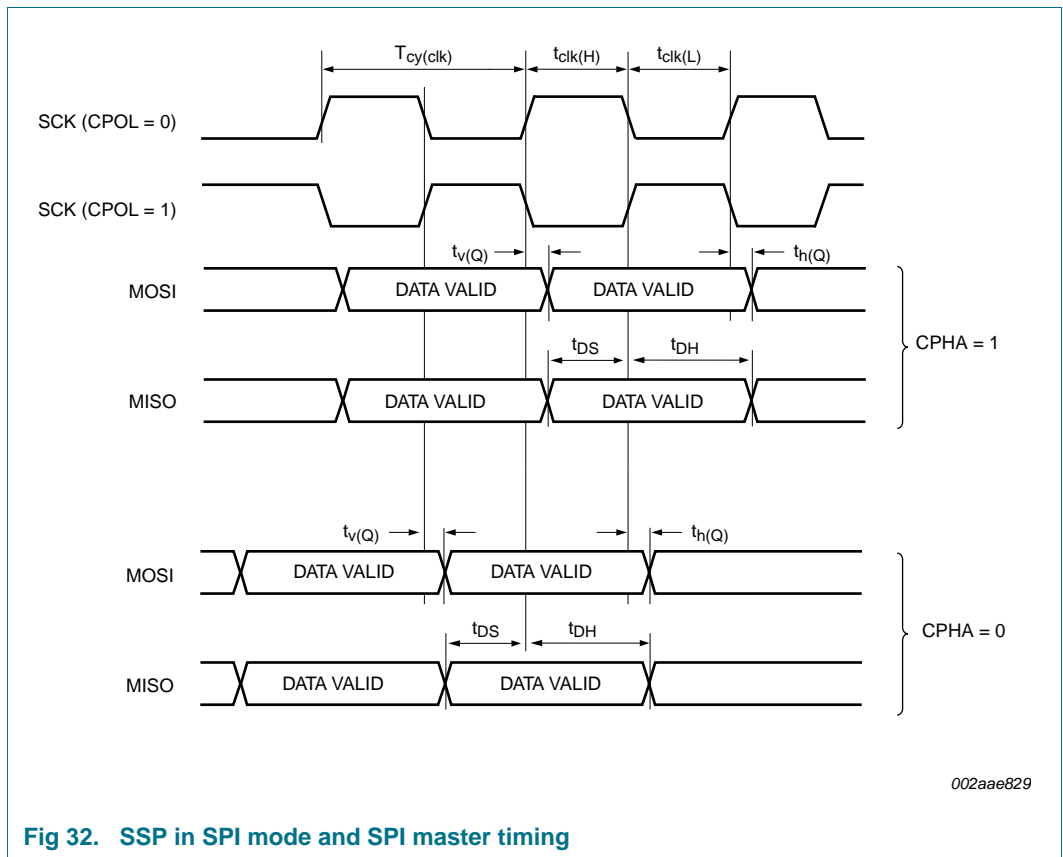 Tcy(clk) tclk(H) tclk(L)
SCK (CPOL = 0)
SCK (CPOL = 1)
tv(Q) th(Q)
MOSI DATA VALID DATA VALID
CPHA = 1
tDS tDH
MISO DATA VALID DATA VALID
tv(Q) th(Q)
MOSI DATA VALID DATA VALID
CPHA = 0
tDS tDH
MISO DATA VALID DATA VALID
002aae829
Fig 32. SSP in SPI mode and SPI master timing